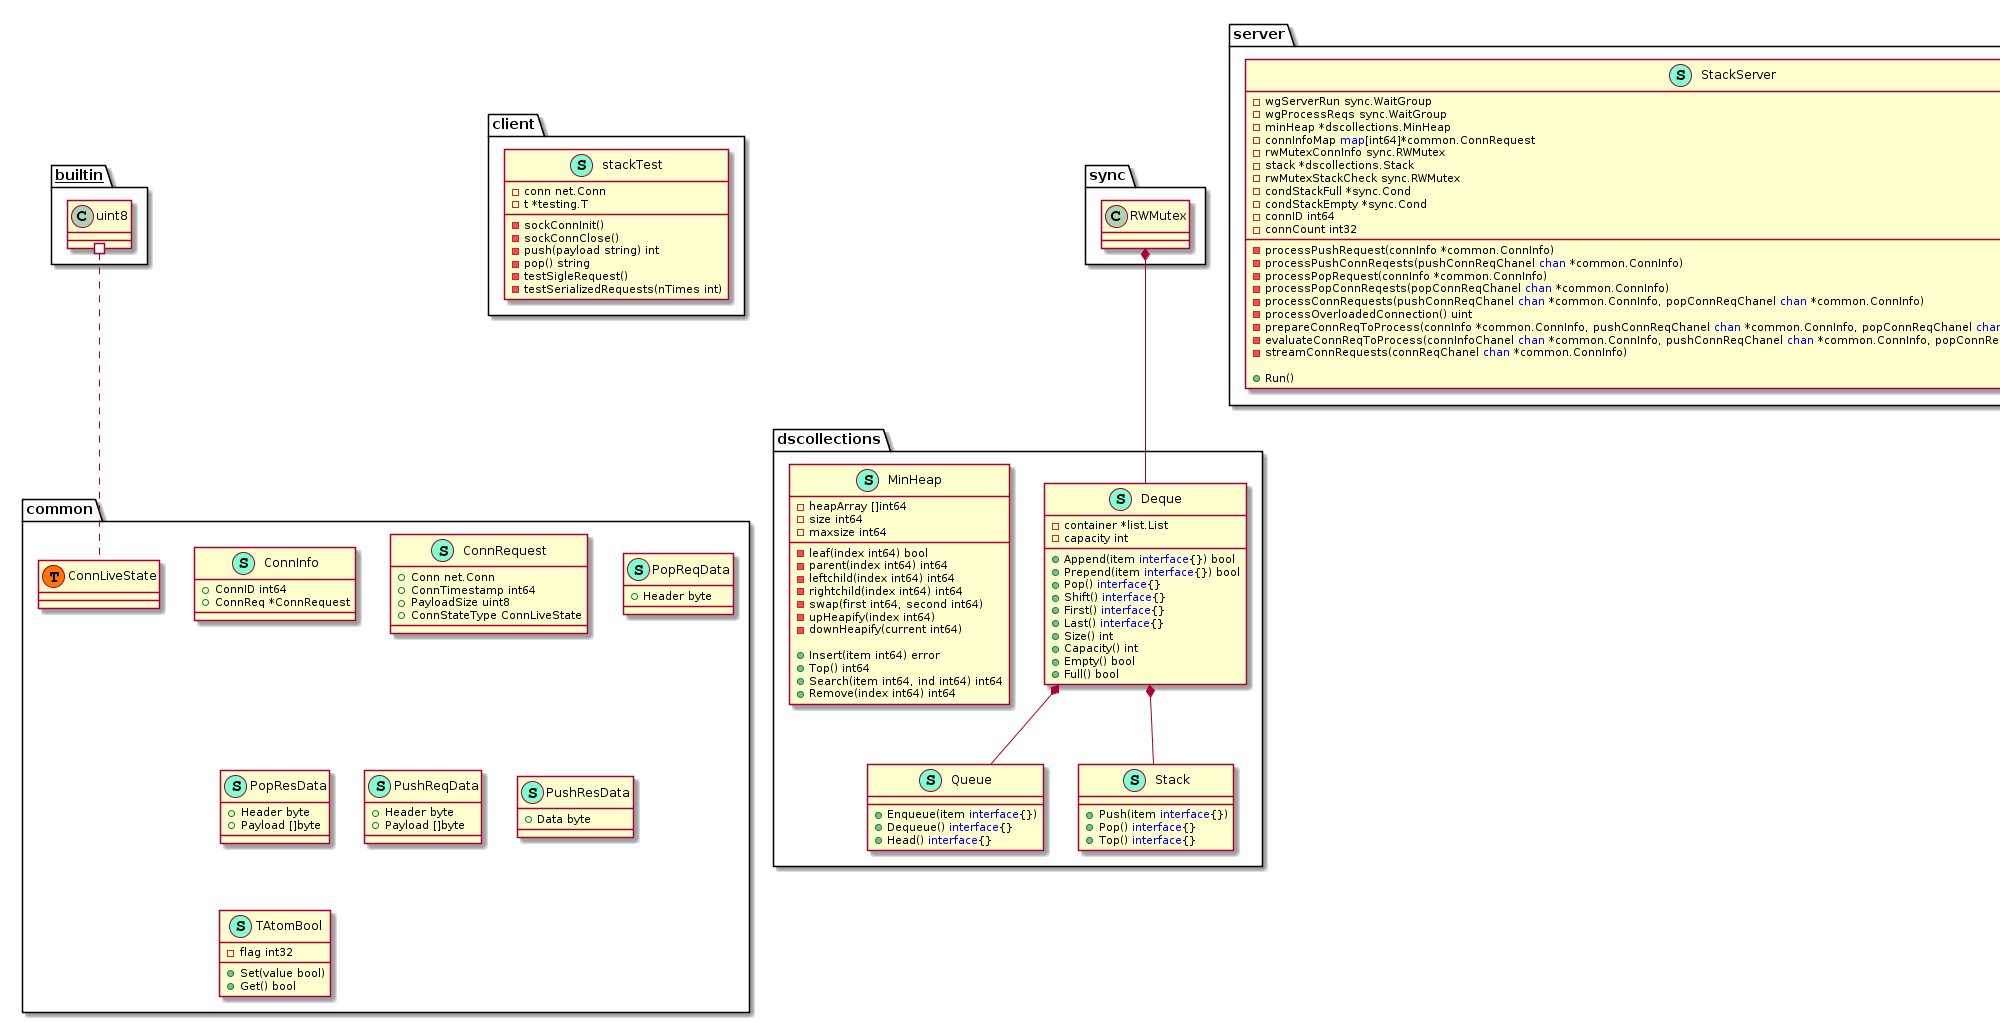 builtin
C uint8
client
S stackTest
conn net.Conn
t *testing.T
sockConnInit()
sockConnClose()
push(payload string) int
pop() string
testSigleRequest()
testSerializedRequests(nTimes int)
sync
C RWMutex
server
S StackServer
wgServerRun sync.WaitGroup
wgProcessReqs sync.WaitGroup
minHeap *dscollections.MinHeap
connInfoMap map[int64]*common.ConnRequest
rwMutexConnInfo sync.RWMutex
stack *dscollections.Stack
rwMutexStackCheck sync.RWMutex
condStackFull *sync.Cond
condStackEmpty *sync.Cond
connID int64
connCount int32
processPushRequest(connInfo *common.ConnInfo)
processPushConnReqests(pushConnReqChanel chan *common.ConnInfo)
processPopRequest(connInfo *common.ConnInfo)
processPopConnReqests(popConnReqChanel chan *common.ConnInfo)
processConnRequests(pushConnReqChanel chan *common.ConnInfo, popConnReqChanel chan *common.ConnInfo)
processOverloadedConnection() uint
prepareConnReqToProcess(connInfo *common.ConnInfo, pushConnReqChanel chan *common.ConnInfo, popConnReqChanel chan
evaluateConnReqToProcess(connInfoChanel chan *common.ConnInfo, pushConnReqChanel chan *common.ConnInfo, popConnRe
streamConnRequests(connReqChanel chan *common.ConnInfo)
Run()
common
T ConnLiveState
S ConnInfo
ConnID int64
ConnReq *ConnRequest
S ConnRequest
Conn net.Conn
ConnTimestamp int64
PayloadSize uint8
ConnStateType ConnLiveState
S PopReqData
Header byte
S PopResData
Header byte
Payload []byte
S PushReqData
Header byte
Payload []byte
S PushResData
Data byte
S TAtomBool
flag int32
Set(value bool)
Get() bool
dscollections
S MinHeap
heapArray []int64
size int64
maxsize int64
leaf(index int64) bool
parent(index int64) int64
leftchild(index int64) int64
rightchild(index int64) int64
swap(first int64, second int64)
upHeapify(index int64)
downHeapify(current int64)
Insert(item int64) error
Top() int64
Search(item int64, ind int64) int64
Remove(index int64) int64
S Deque
container *list.List
capacity int
Append(item interface{}) bool
Prepend(item interface{}) bool
Pop() interface{}
Shift() interface{}
First() interface{}
Last() interface{}
Size() int
Capacity() int
Empty() bool
Full() bool
S Queue
Enqueue(item interface{})
Dequeue() interface{}
Head() interface{}
S Stack
Push(item interface{})
Pop() interface{}
Top() interface{}